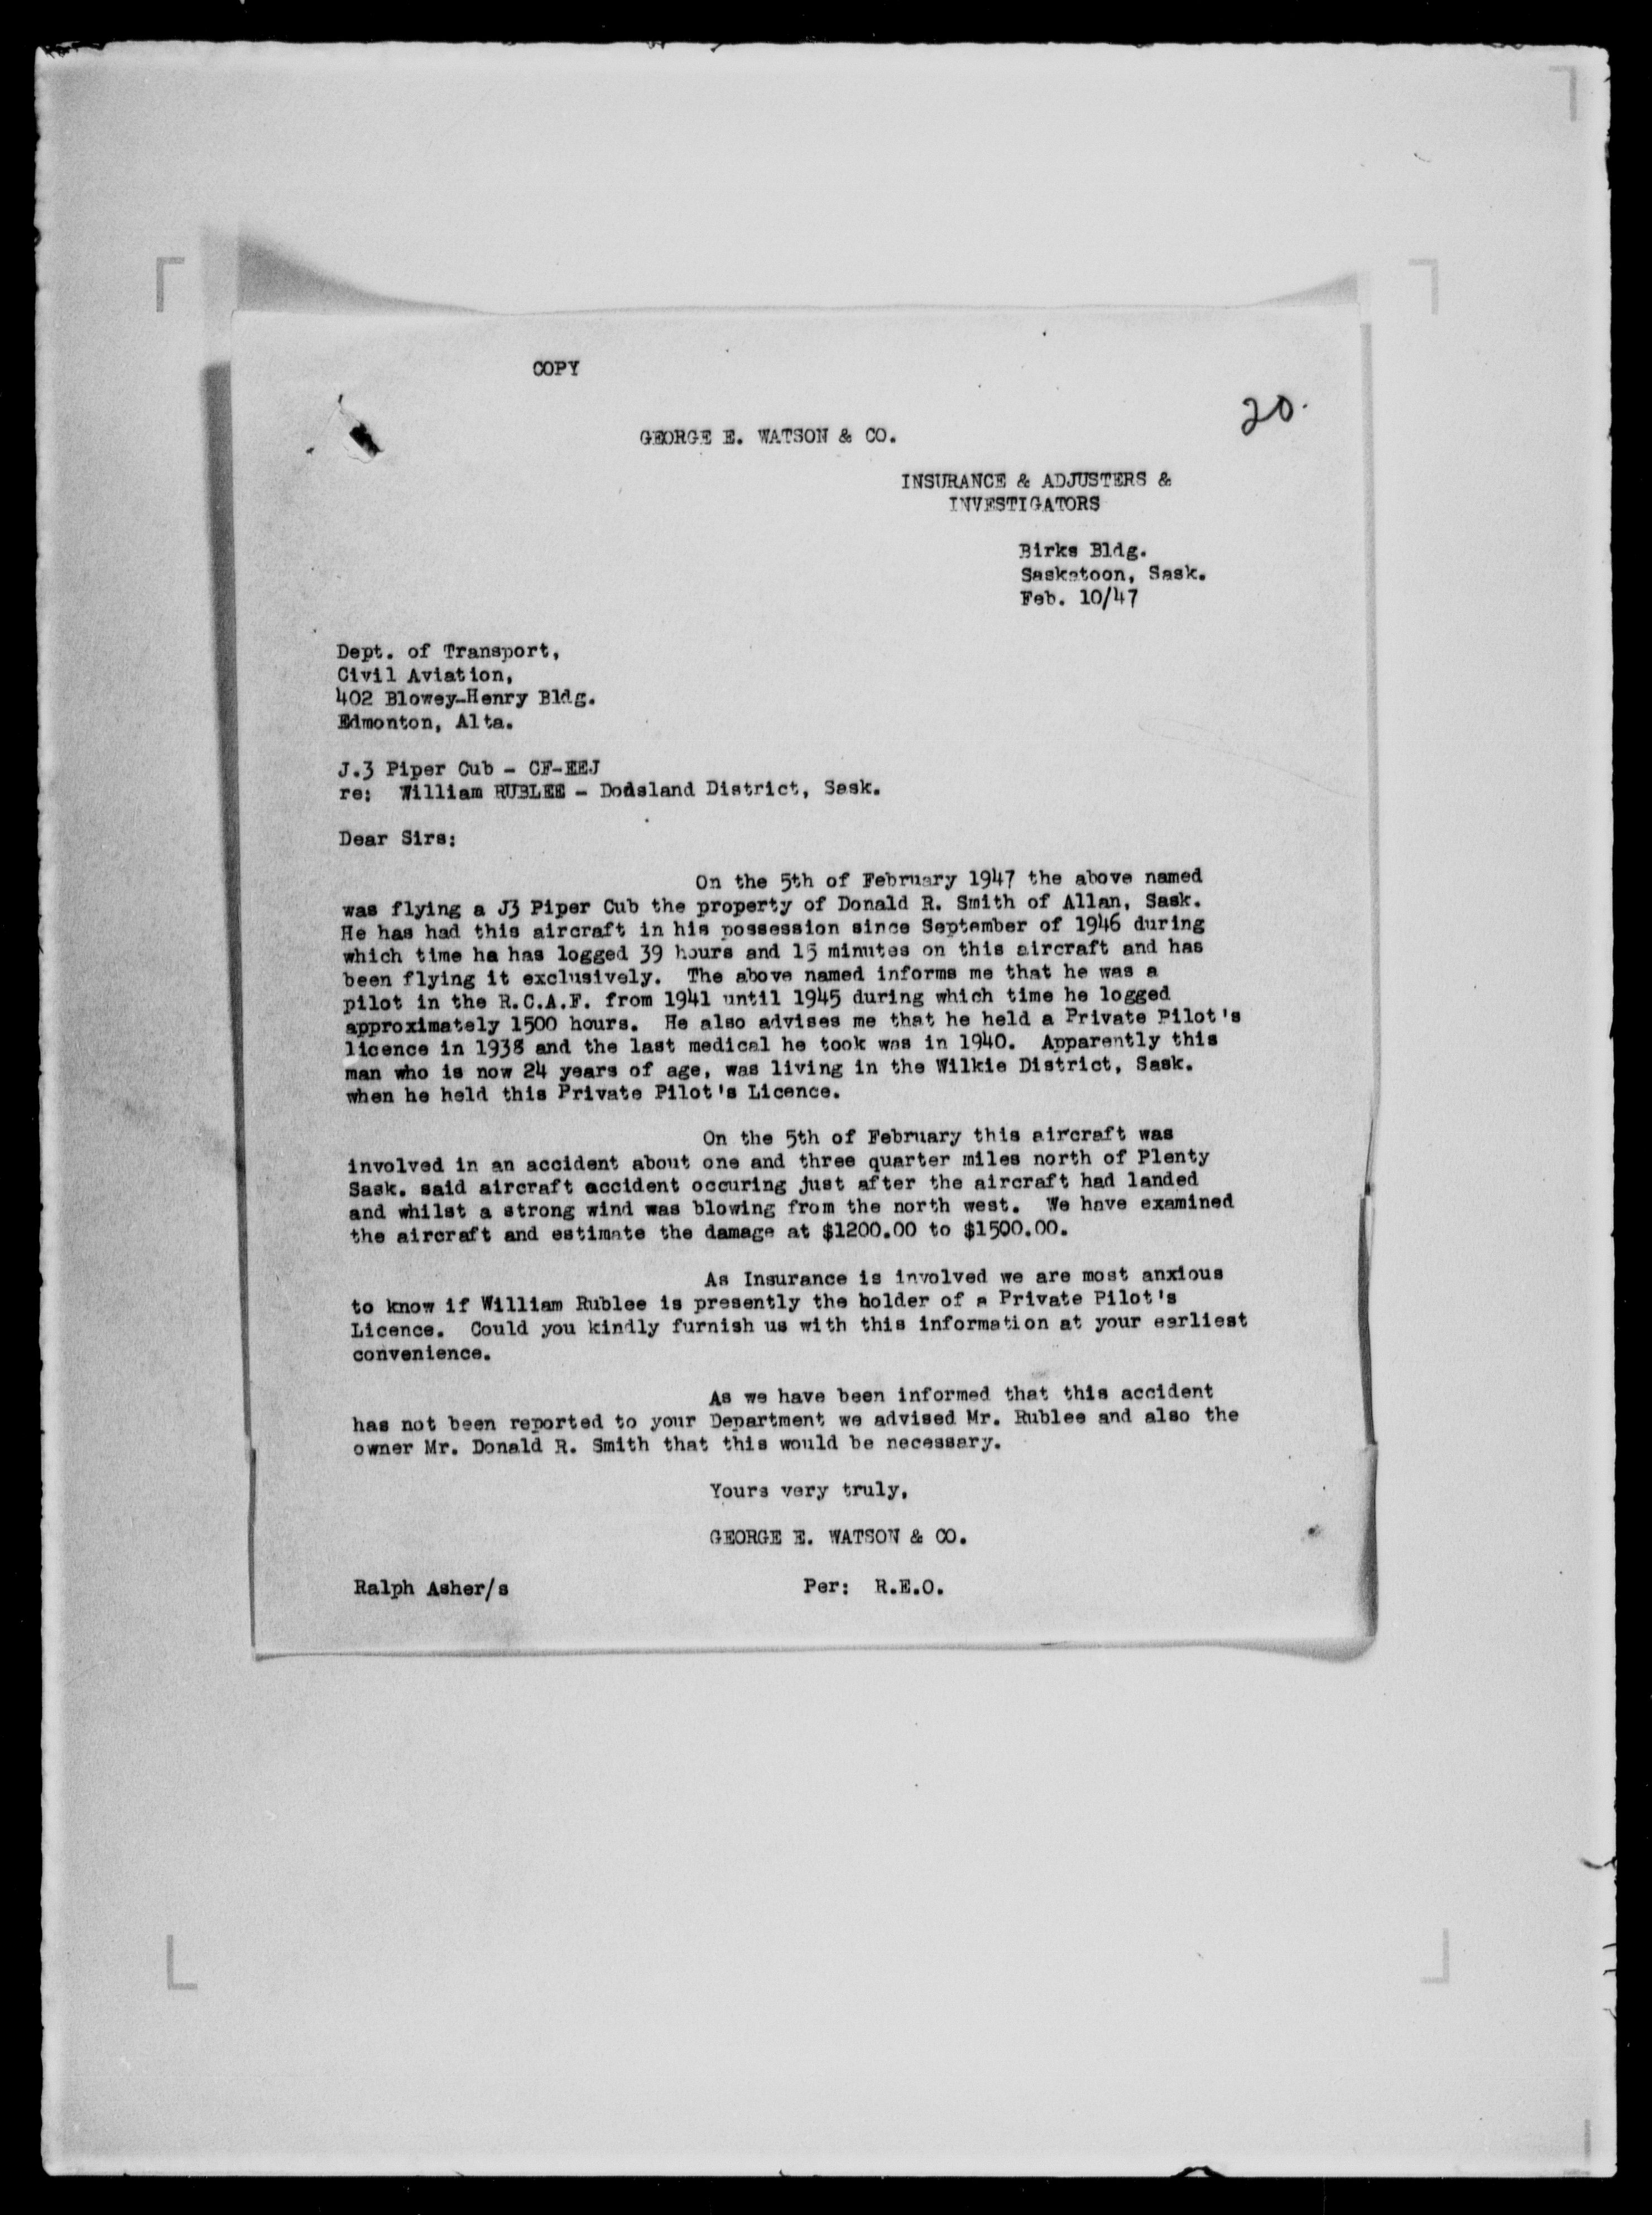 COPY
20.
GEORGE E. WATSON & CO.
INSURANCE & ADJUSTERS &
INVESTIGATORS
Birks Bldg.
Saskatoon, Sask.
Feb. 10/47
Dept. of Transport,
Civil Aviation,
402 Blowey-Henry Bldg.
Edmonton, Alta.
J.3 Piper Cub - CF-EEJ
re: William RUBLEE - Dodsland District, Sask.
Dear Sirs:
On the 5th of February 1947 the above named
was flying a J3 Piper Cub the property of Donald R. Smith of Allan, Sask.
He has had this aircraft in his possession since September of 1946 during
which time ha has logged 39 hours and 15 minutes on this aircraft and has
been flying it exclusively. The above named informs me that he was a
pilot in the R.C.A.F. from 1941 until 1945 during which time he logged
approximately 1500 hours. He also advises me that he held a Private Pilot's
licence in 1938 and the last medical he took was in 1940. Apparently this
man who is now 24 years of age, was living in the Wilkie District, Sask.
when he held this Private Pilot's Licence.
On the 5th of February this aircraft was
involved in an accident about one and three quarter miles north of Plenty
Sask. said aircraft accident occuring just after the aircraft had landed
and whilst a strong wind was blowing from the north west. We have examined
the aircraft and estimate the damage at $1200.00 to $1500.00.
As Insurance is involved we are most anxious
to know if William Rublee is presently the holder of a Private Pilot's
Licence. Could you kindly furnish us with this information at your earliest
convenience.
As we have been informed that this accident
has not been reported to your Department we advised Mr. Rublee and also the
owner Mr. Donald R. Smith that this would be necessary.
Yours very truly,
GEORGE E. WATSON & CO.
Ralph Asher/s Per: R.E.O.